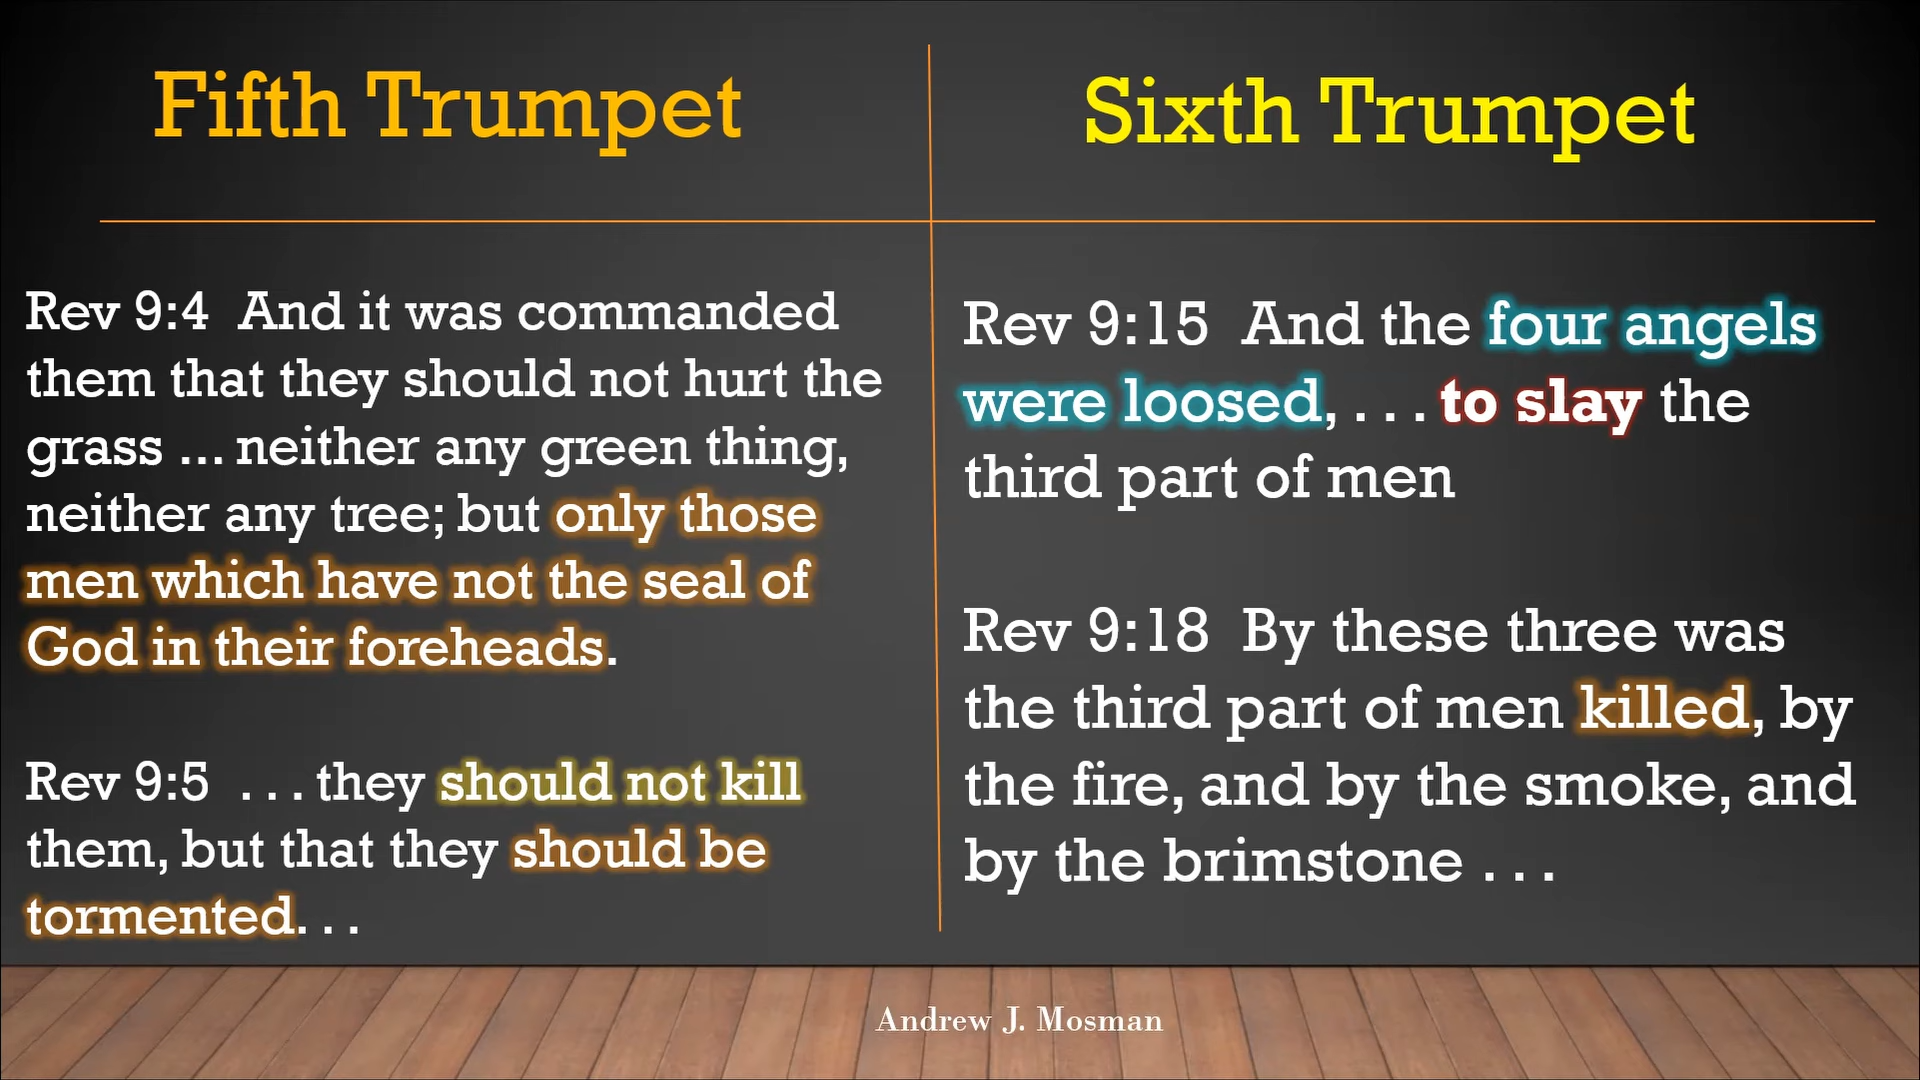 Fifth Trumpet
Rev 9:4 And it was commanded
them that they should not hurt the
grass ... neither any green thing,
neither any tree; but only those
men which have not the seal of
God in their foreheads.
Rev 9:5 . . . they should not kill
them, but that they should be
tormented. . .
Sixth Trumpet
Rev 9:15 And the four angels
were loosed, . . . to slay the
third part of men
Rev 9:18 By these three was
the third part of men killed, by
the fire, and by the smoke, and
by the brimstone . . .
Andrew J. Mosman